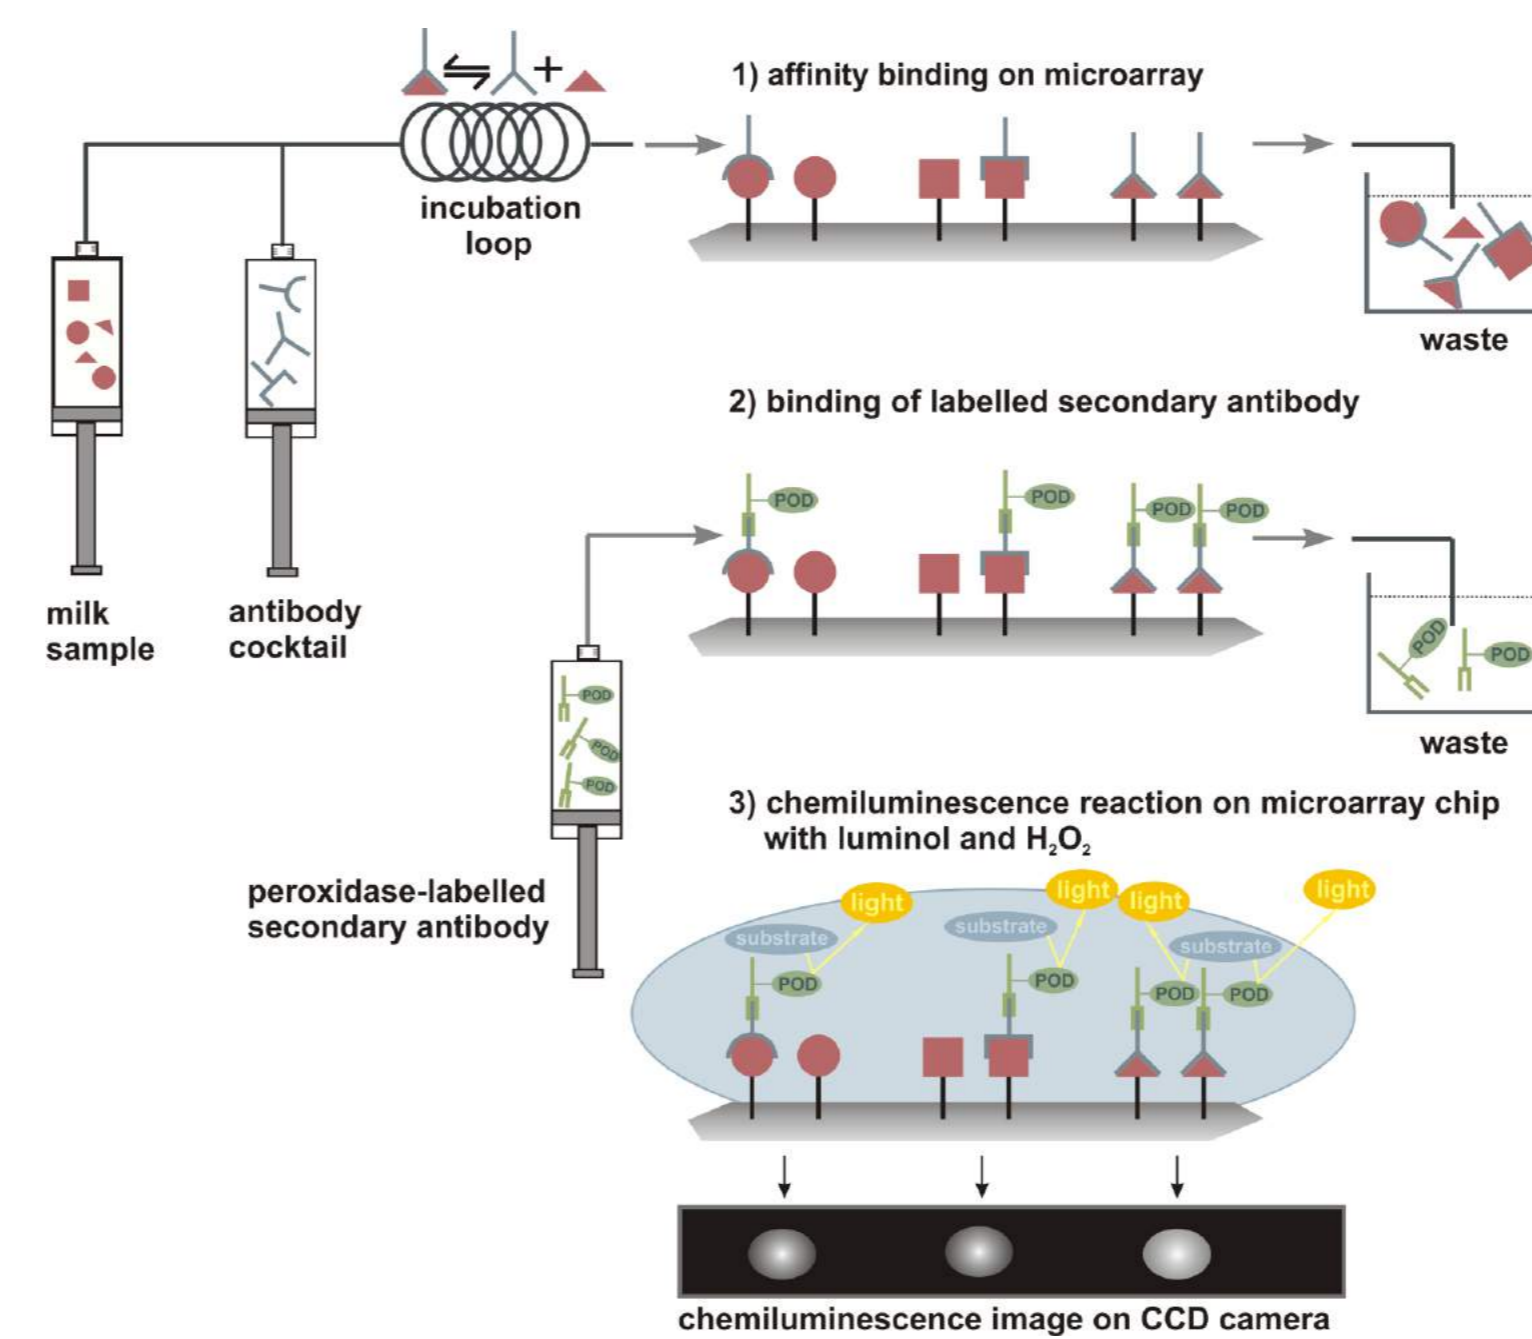 1) affinity binding on microarray
incubation
loop
waste
milk
sample
antibody
cocktail
2) binding of labelled secondary antibody
POD
POD
POD
POD
POD
POD
waste
POD
POD
POD
peroxidase-labelled
secondary antibody
3) chemiluminescence reaction on microarray chip
with luminol and H₂O₂
light
light
light
light
substrate
substrate
substrate
POD
POD
POD
POD
chemiluminescence image on CCD camera